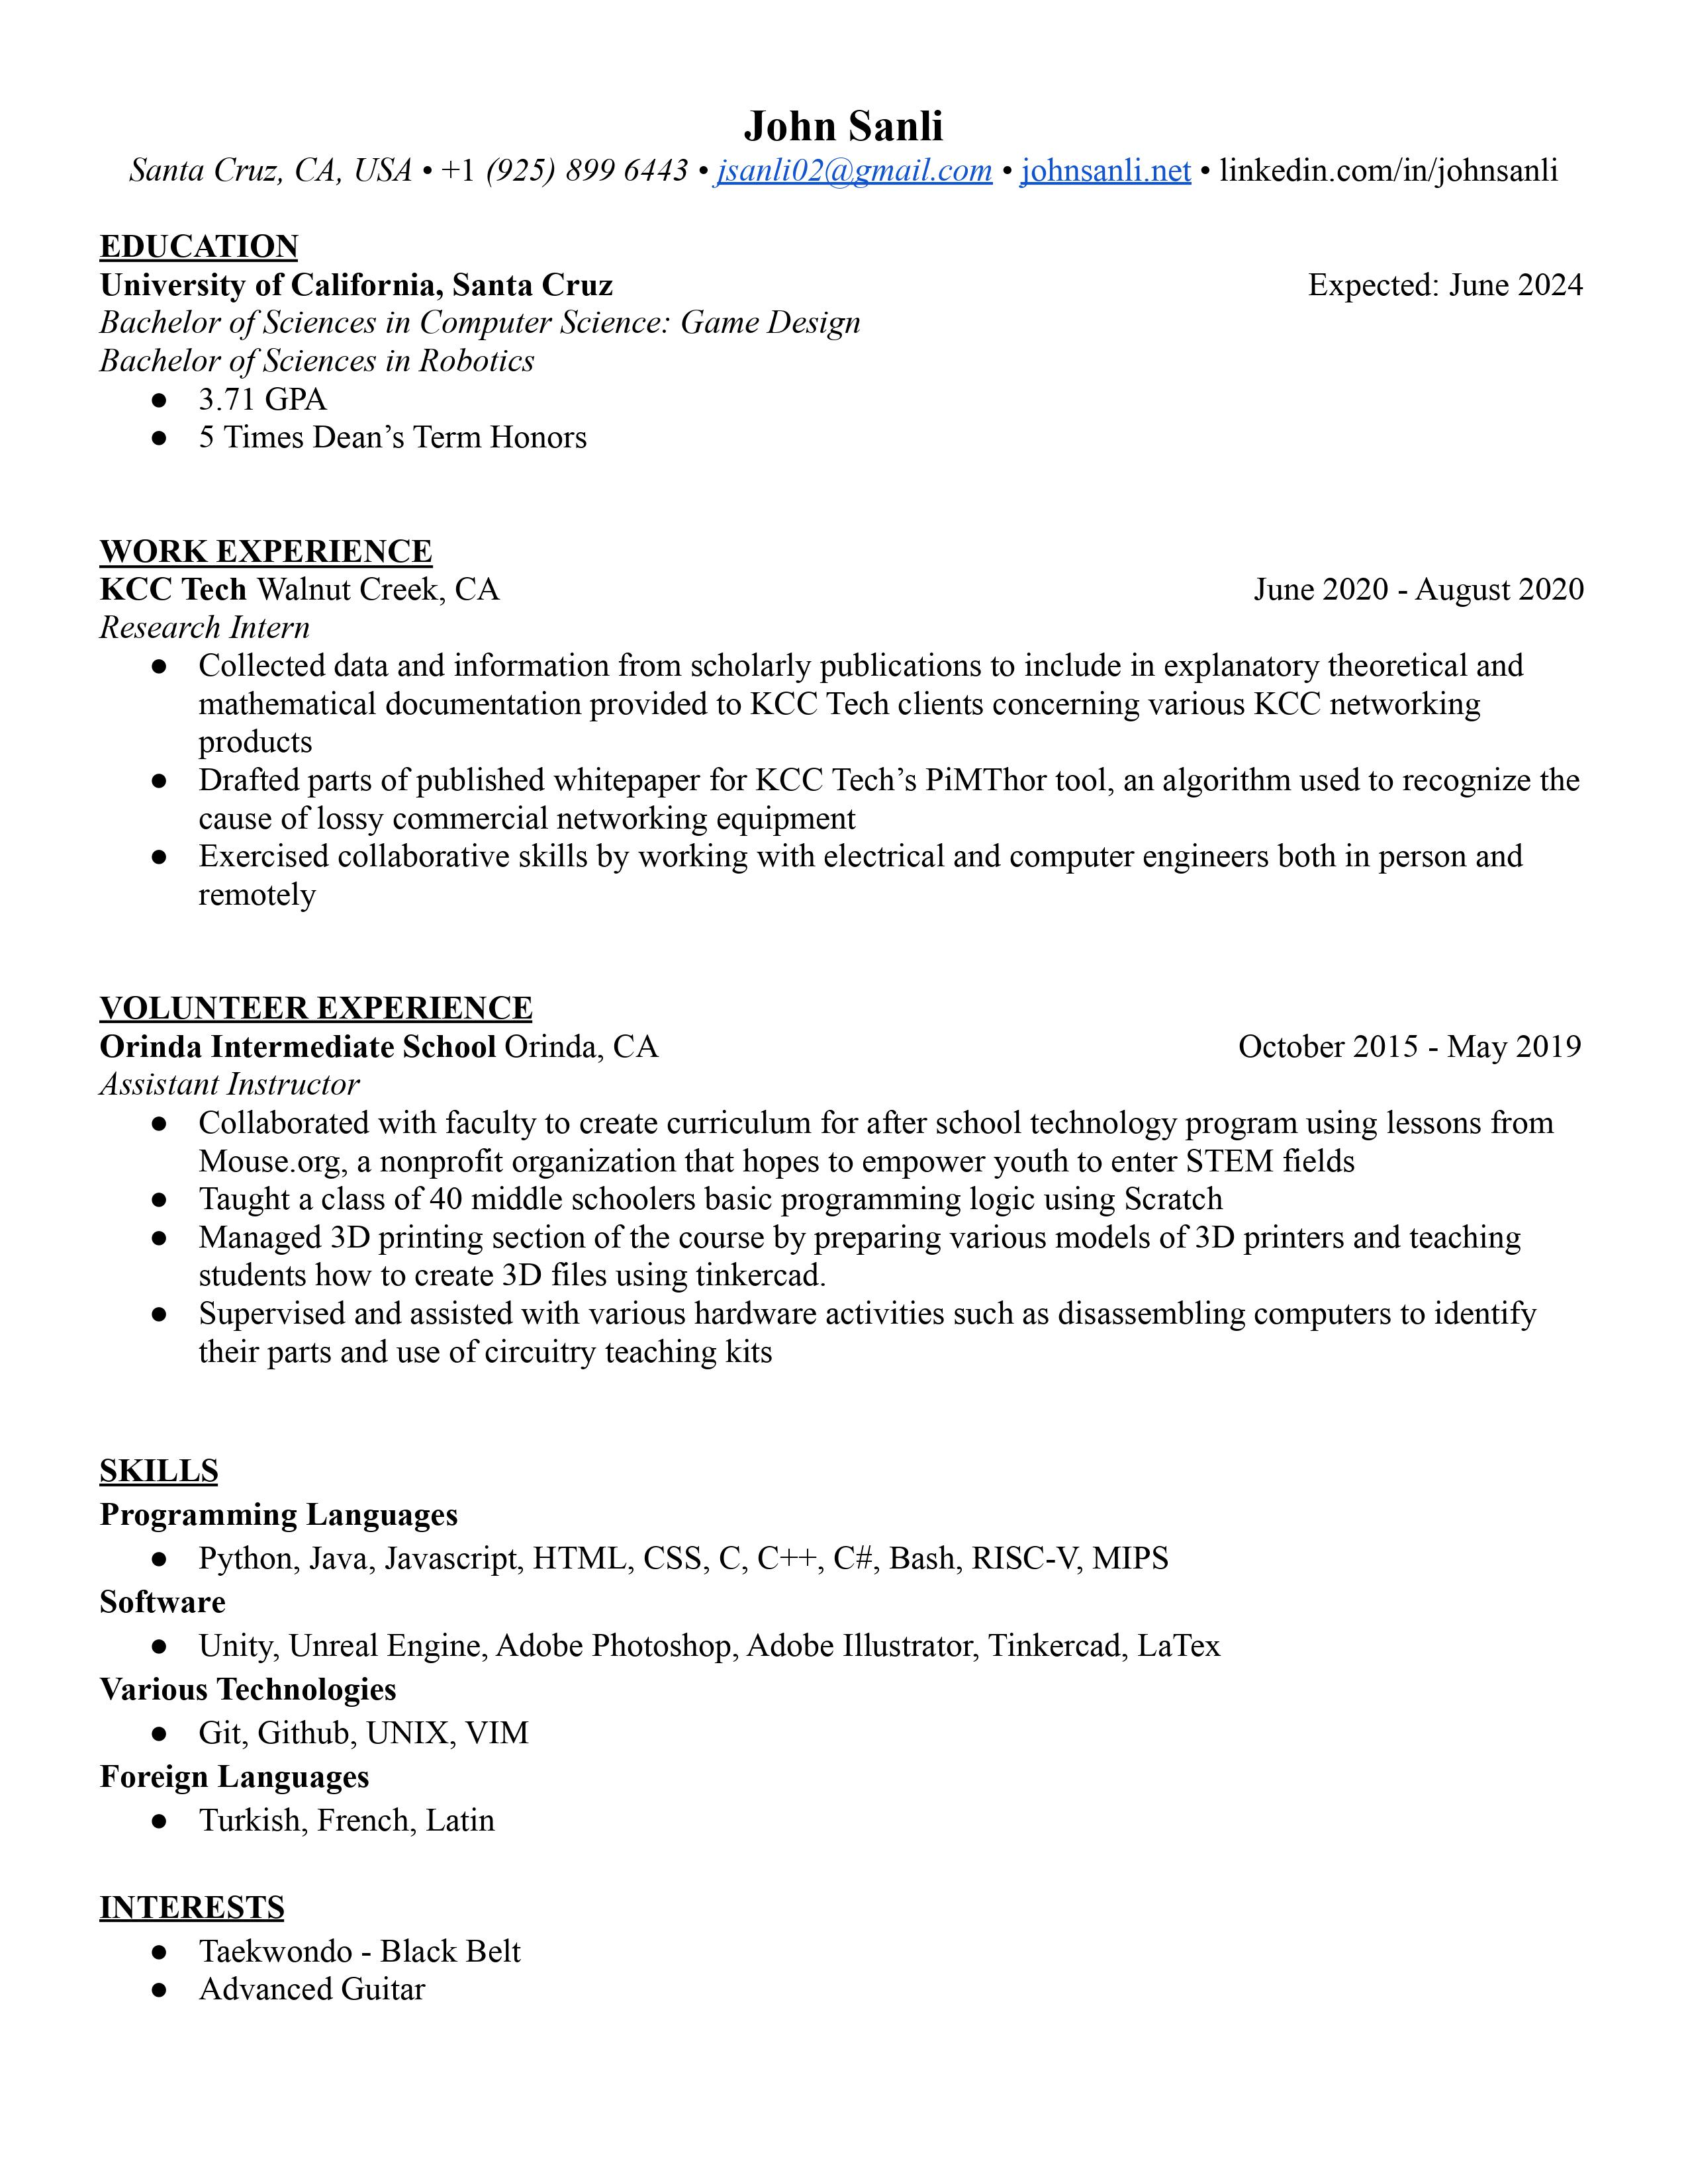 John Sanli
Santa Cruz, CA, USA • +1 (925) 899 6443 • jsanli02@gmail.com • johnsanli.net • linkedin.com/in/johnsanli
EDUCATION
University of California, Santa Cruz Expected: June 2024
Bachelor of Sciences in Computer Science: Game Design
Bachelor of Sciences in Robotics
● 3.71 GPA
● 5 Times Dean’s Term Honors
WORK EXPERIENCE
KCC Tech Walnut Creek, CA June 2020 - August 2020
Research Intern
● Collected data and information from scholarly publications to include in explanatory theoretical and
mathematical documentation provided to KCC Tech clients concerning various KCC networking
products
● Drafted parts of published whitepaper for KCC Tech’s PiMThor tool, an algorithm used to recognize the
cause of lossy commercial networking equipment
● Exercised collaborative skills by working with electrical and computer engineers both in person and
remotely
VOLUNTEER EXPERIENCE
Orinda Intermediate School Orinda, CA October 2015 - May 2019
Assistant Instructor
● Collaborated with faculty to create curriculum for after school technology program using lessons from
Mouse.org, a nonprofit organization that hopes to empower youth to enter STEM fields
● Taught a class of 40 middle schoolers basic programming logic using Scratch
● Managed 3D printing section of the course by preparing various models of 3D printers and teaching
students how to create 3D files using tinkercad.
● Supervised and assisted with various hardware activities such as disassembling computers to identify
their parts and use of circuitry teaching kits
SKILLS
Programming Languages
● Python, Java, Javascript, HTML, CSS, C, C++, C#, Bash, RISC-V, MIPS
Software
● Unity, Unreal Engine, Adobe Photoshop, Adobe Illustrator, Tinkercad, LaTex
Various Technologies
● Git, Github, UNIX, VIM
Foreign Languages
● Turkish, French, Latin
INTERESTS
● Taekwondo - Black Belt
● Advanced Guitar